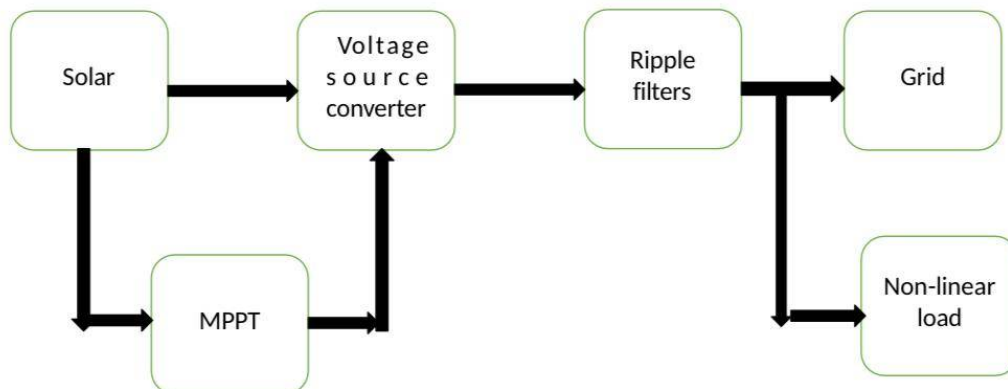 Solar
Voltage
source
converter
Ripple
filters
Grid
MPPT
Non-linear
load